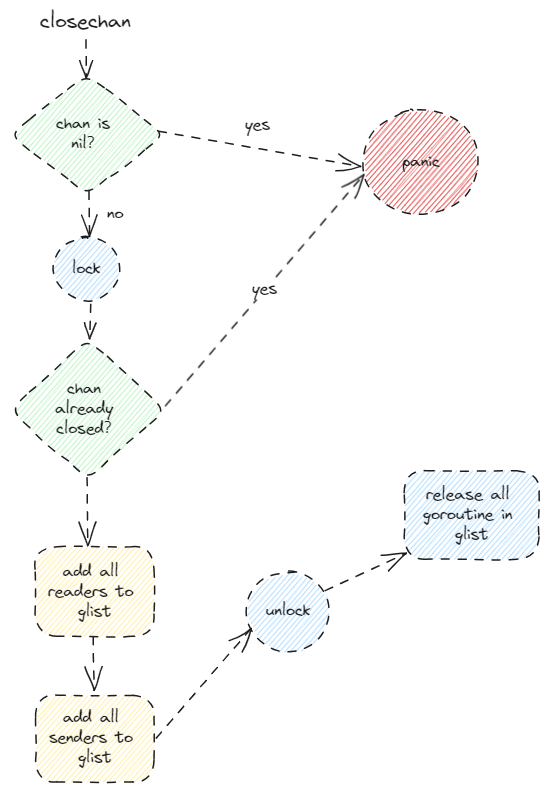 closechan
chan is
nil?
yes
panic
no
lock
yes
chan
already
closed?
release all
goroutine in
glist
add all
readers to
glist
unlock
add all
senders to
glist